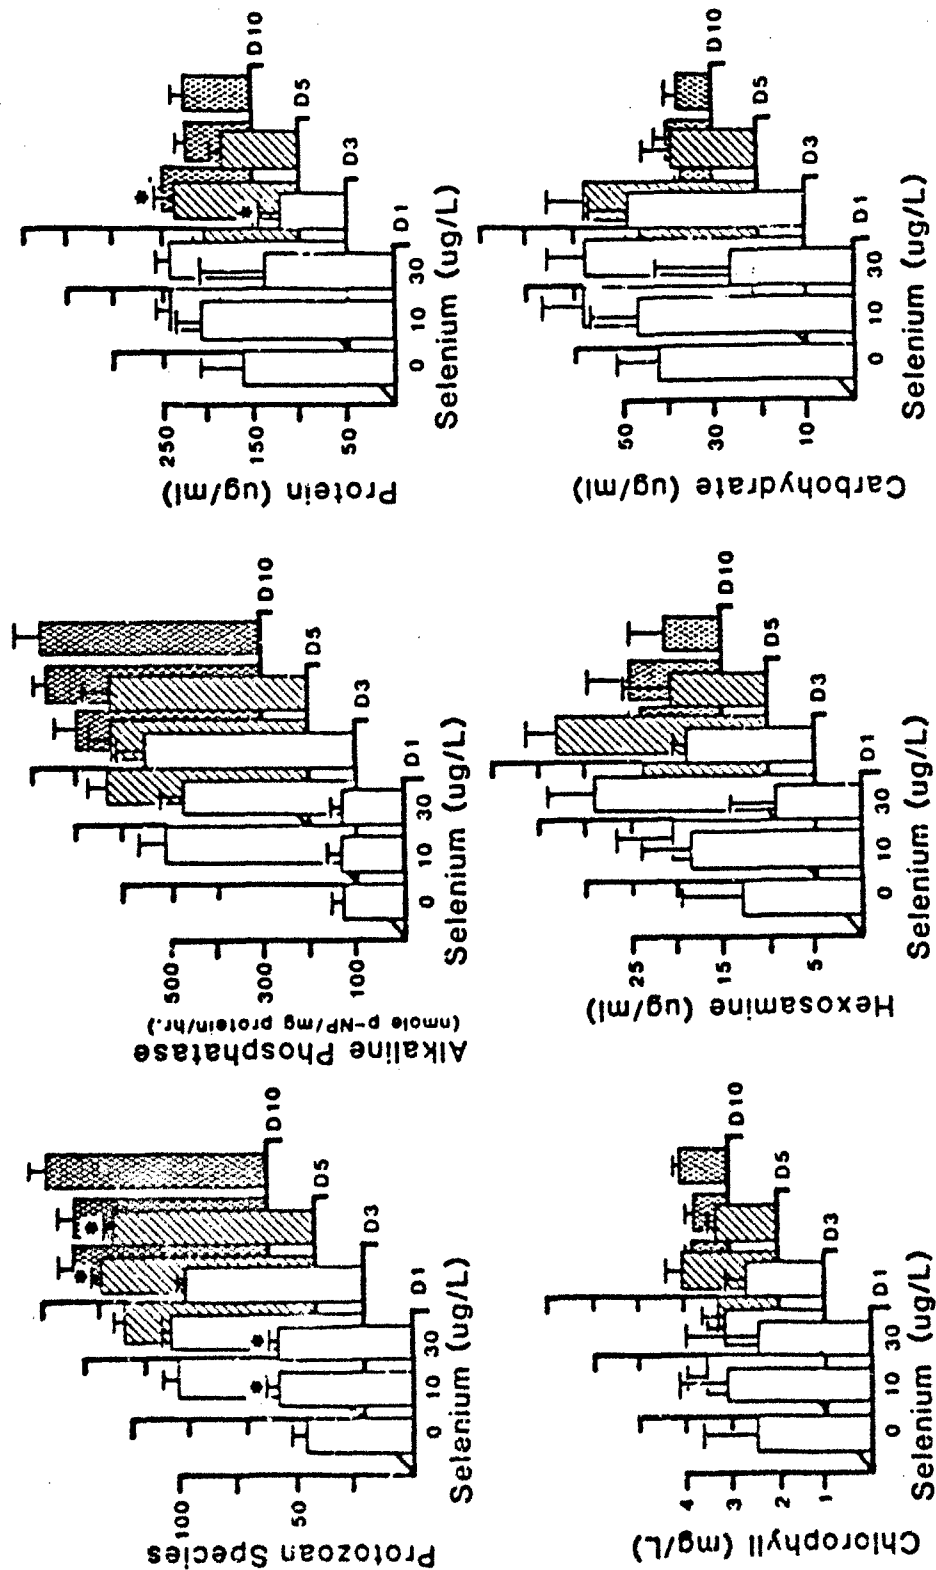 Protozoan Species
100
50
0 10 30
Selenium (ug/L)
D1
D3
D5
D10
*
*
*
*
Alkaline Phosphatase
(nmole p-NP/mg protein/hr.)
500
300
100
0 10 30
Selenium (ug/L)
D1
D3
D5
D10
Protein (ug/ml)
250
150
50
0 10 30
Selenium (ug/L)
D1
D3
D5
D10
*
*
Chlorophyll (mg/L)
4
3
2
1
0 10 30
Selenium (ug/L)
D1
D3
D5
D10
Hexosamine (ug/ml)
25
15
5
0 10 30
Selenium (ug/L)
D1
D3
D5
D10
Carbohydrate (ug/ml)
50
30
10
0 10 30
Selenium (ug/L)
D1
D3
D5
D10